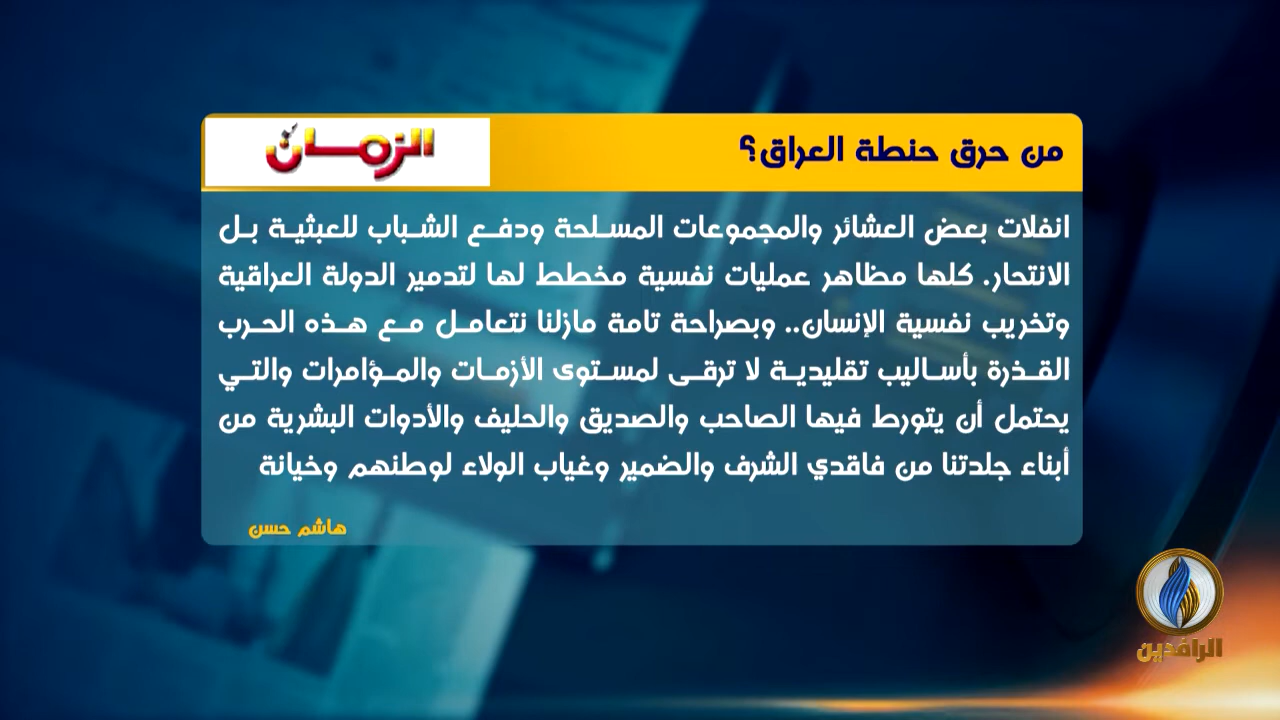 من حرق حنطة العراق؟
الزمان
انفلات بعض العشائر والمجموعات المسلحة ودفع الشباب للعبثية بل
الانتحار. كلها مظاهر عمليات نفسية مخطط لها لتدمير الدولة العراقية
وتخريب نفسية الإنسان.. وبصراحة تامة مازلنا نتعامل مع هذه الحرب
القذرة بأساليب تقليدية لا ترقى لمستوى الأزمات والمؤامرات والتي
يحتمل أن يتورط فيها الصاحب والصديق والحليف والأدوات البشرية من
أبناء جلدتنا من فاقدي الشرف والضمير وغياب الولاء لوطنهم وخيانة
هاشم حسن
الرافدين